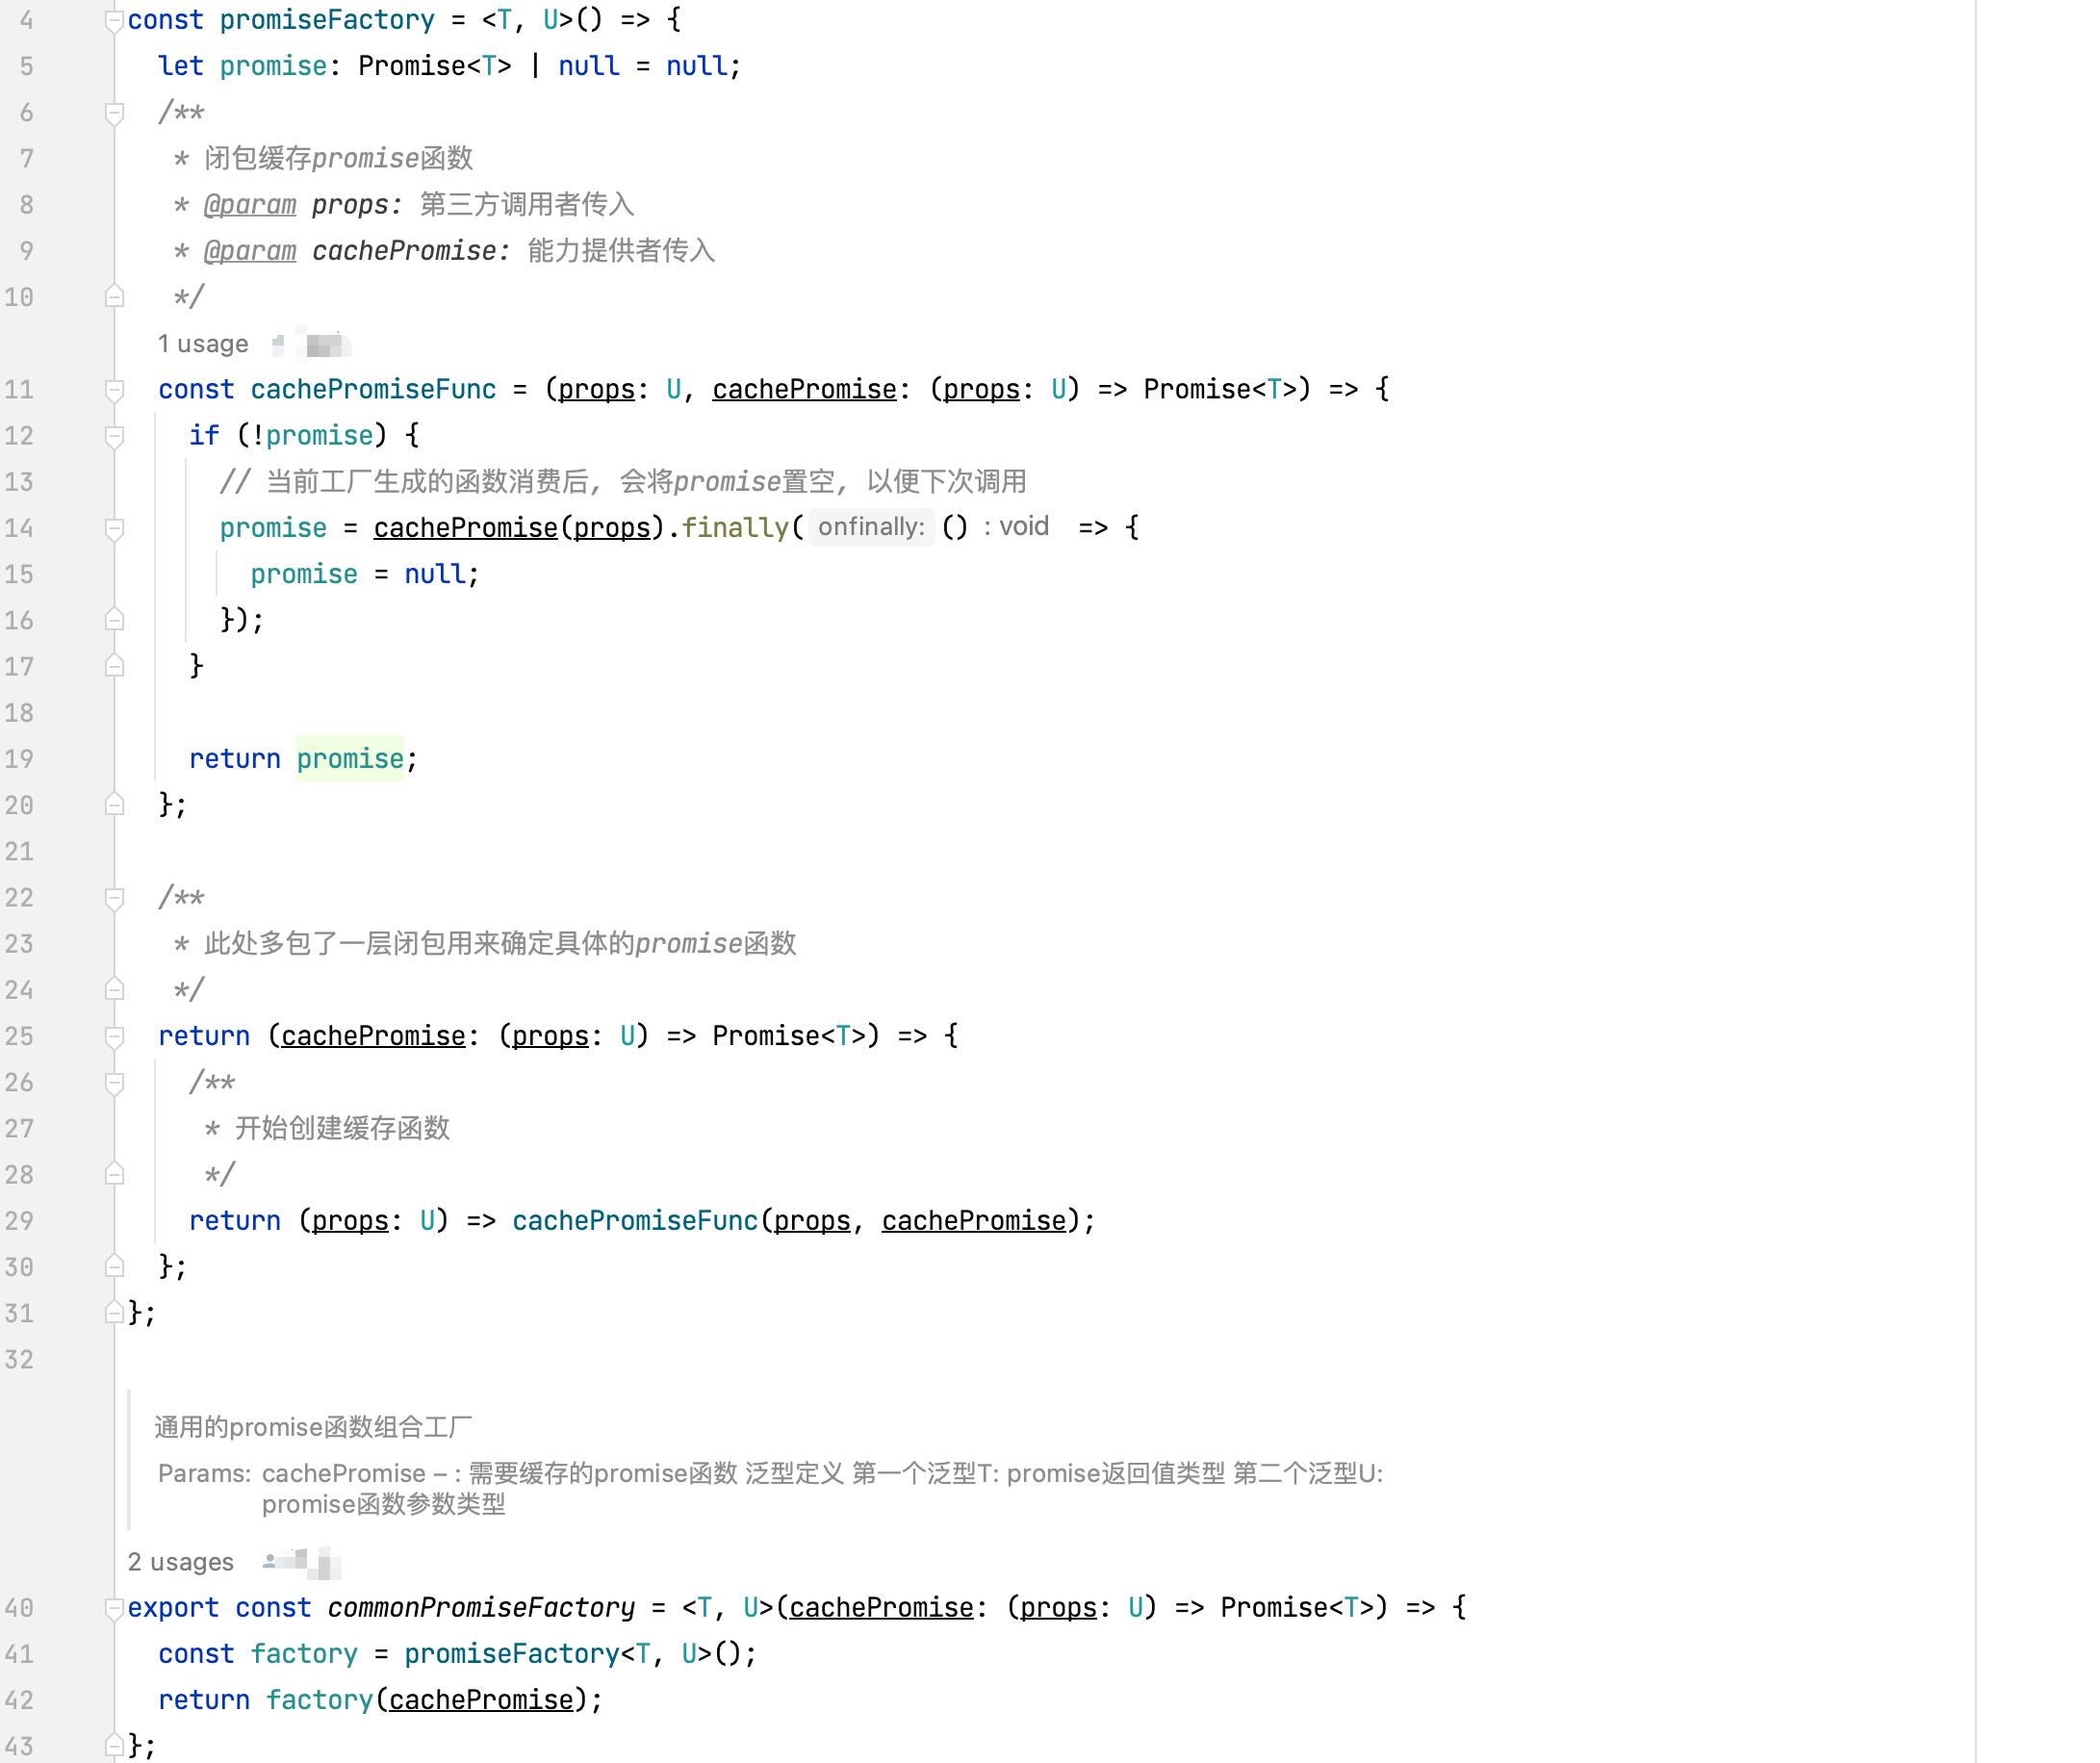 4 const promiseFactory = <T, U>() => {
5 let promise: Promise<T> | null = null;
6 /**
7 * 闭包缓存promise函数
8 * @param props: 第三方调用者传入
9 * @param cachePromise: 能力提供者传入
10 */
1 usage
11 const cachePromiseFunc = (props: U, cachePromise: (props: U) => Promise<T>) => {
12 if (!promise) {
13 // 当前工厂生成的函数消费后, 会将promise置空, 以便下次调用
14 promise = cachePromise(props).finally( onfinally: () : void => {
15 promise = null;
16 });
17 }
18
19 return promise;
20 };
21
22 /**
23 * 此处多包了一层闭包用来确定具体的promise函数
24 */
25 return (cachePromise: (props: U) => Promise<T>) => {
26 /**
27 * 开始创建缓存函数
28 */
29 return (props: U) => cachePromiseFunc(props, cachePromise);
30 };
31 };
32
通用的promise函数组合工厂
Params: cachePromise – : 需要缓存的promise函数 泛型定义 第一个泛型T: promise返回值类型 第二个泛型U:
promise函数参数类型
2 usages
40 export const commonPromiseFactory = <T, U>(cachePromise: (props: U) => Promise<T>) => {
41 const factory = promiseFactory<T, U>();
42 return factory(cachePromise);
43 };